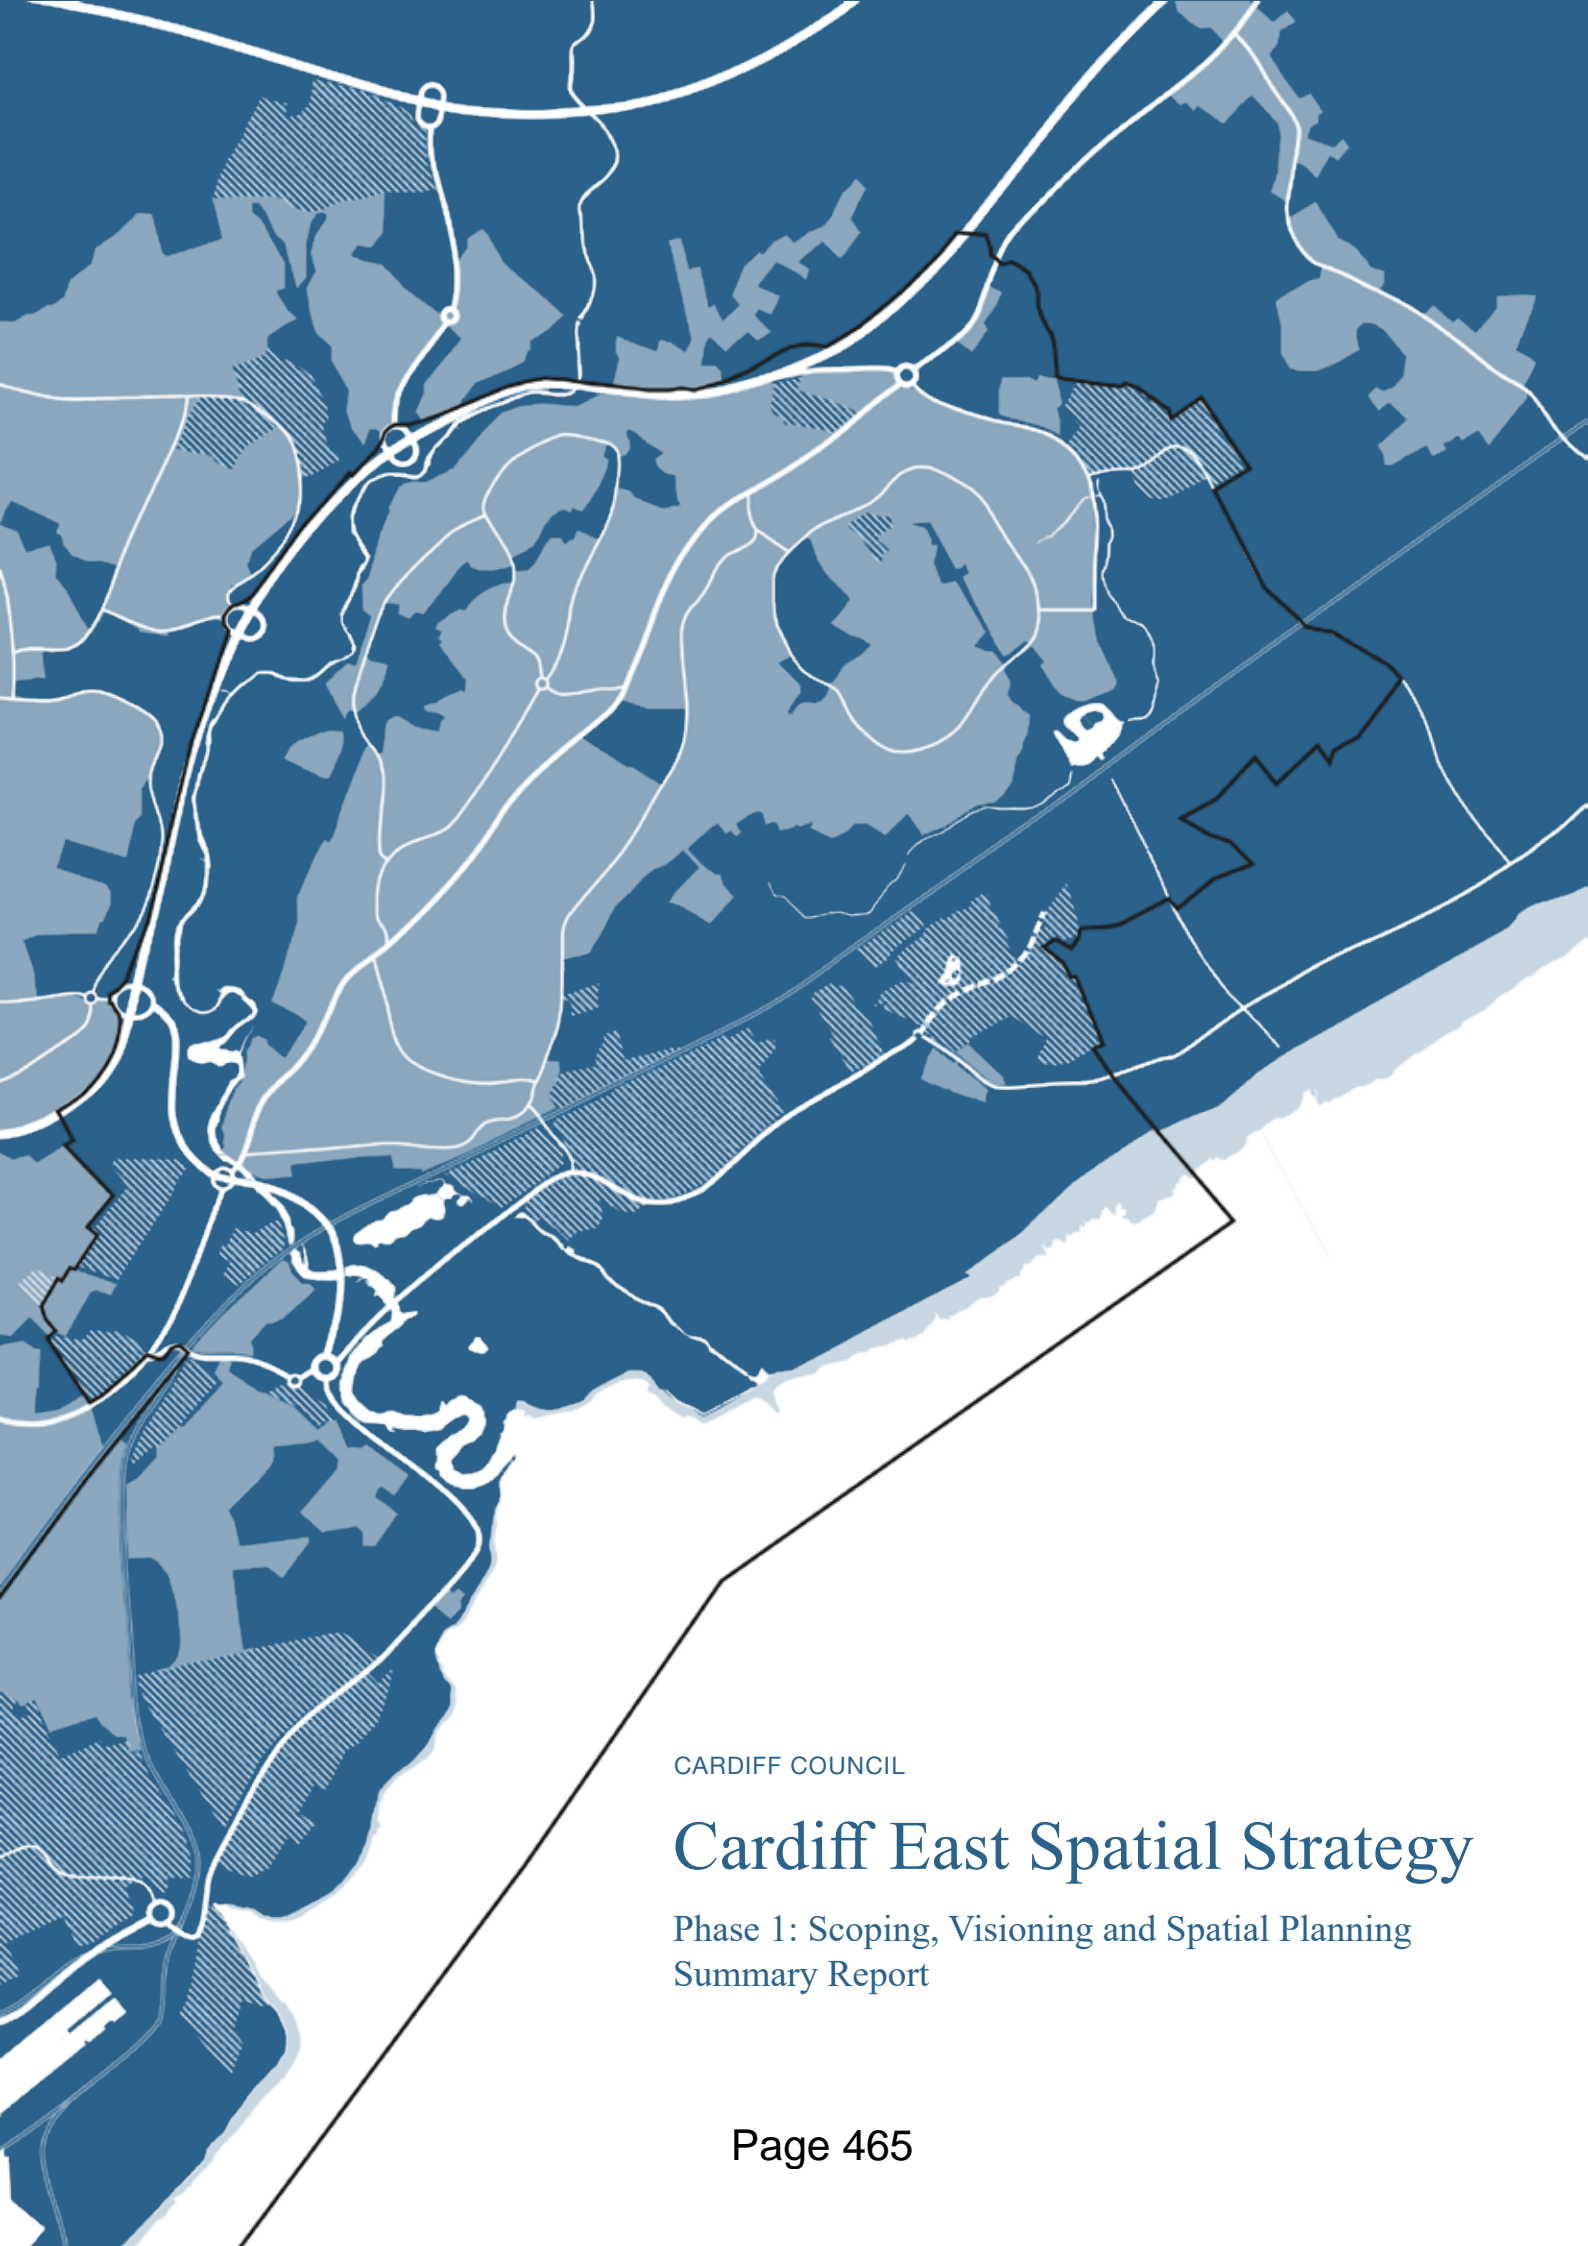 CARDIFF COUNCIL
Cardiff East Spatial Strategy
Phase 1: Scoping, Visioning and Spatial Planning
Summary Report
Page 465